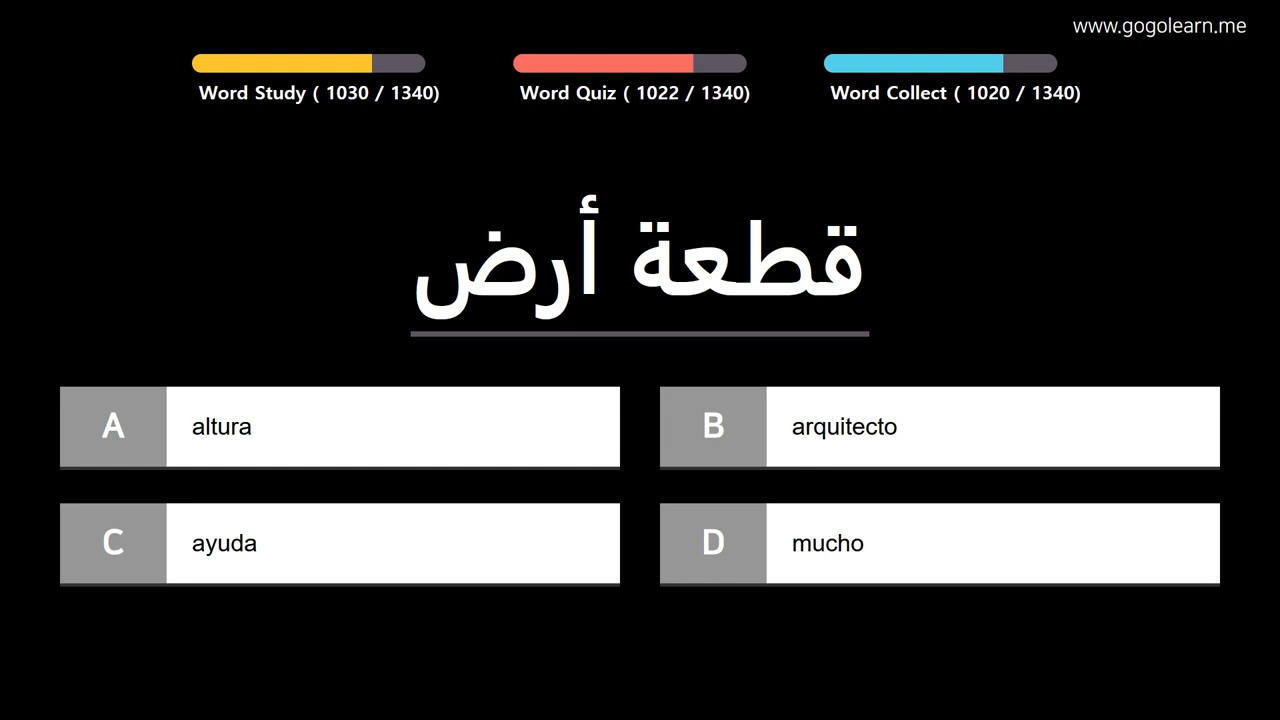 www.gogolearn.me
Word Study ( 1030 / 1340)
Word Quiz ( 1022 / 1340)
Word Collect ( 1020 / 1340)
قطعة أرض
A altura
B arquitecto
C ayuda
D mucho